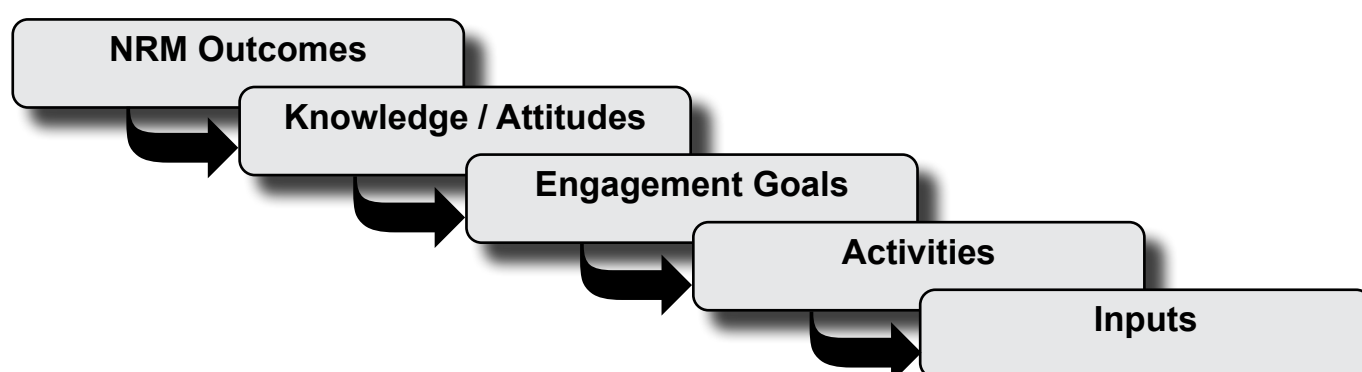 NRM Outcomes
Knowledge / Attitudes
Engagement Goals
Activities
Inputs